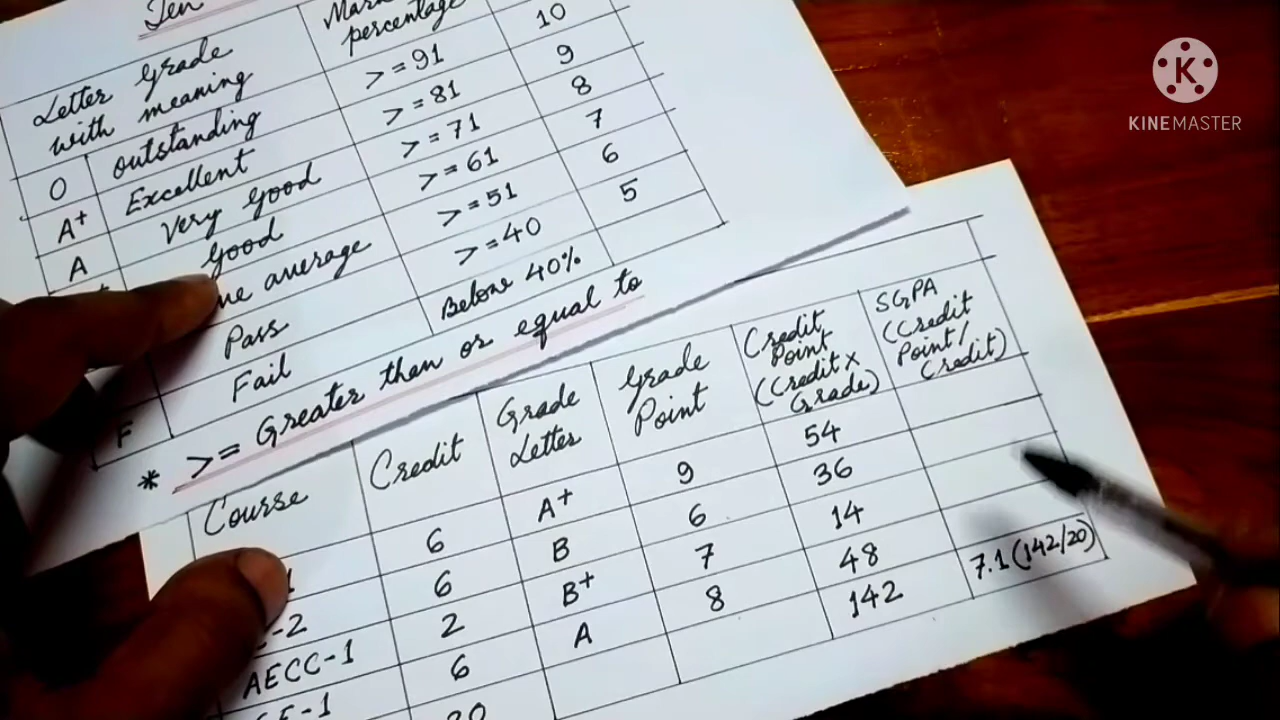 Ten
Letter Grade
with meaning
percentage
O
outstanding
>=91
10
A+
Excellent
>=81
9
A
Very Good
>=71
8
Good
>=61
7
average
>=51
6
Pass
>=40
5
F
Fail
Below 40%
* >= Greater than or equal to
Course
Credit
Grade
Letter
Grade
Point
Credit
Point
(Credit x
Grade)
SGPA
(Credit
Point/
Credit)
6
A+
9
54
-2
6
B
6
36
AECC-1
2
B+
7
14
6
A
8
48
20
142
7.1(142/20)
KINEMASTER